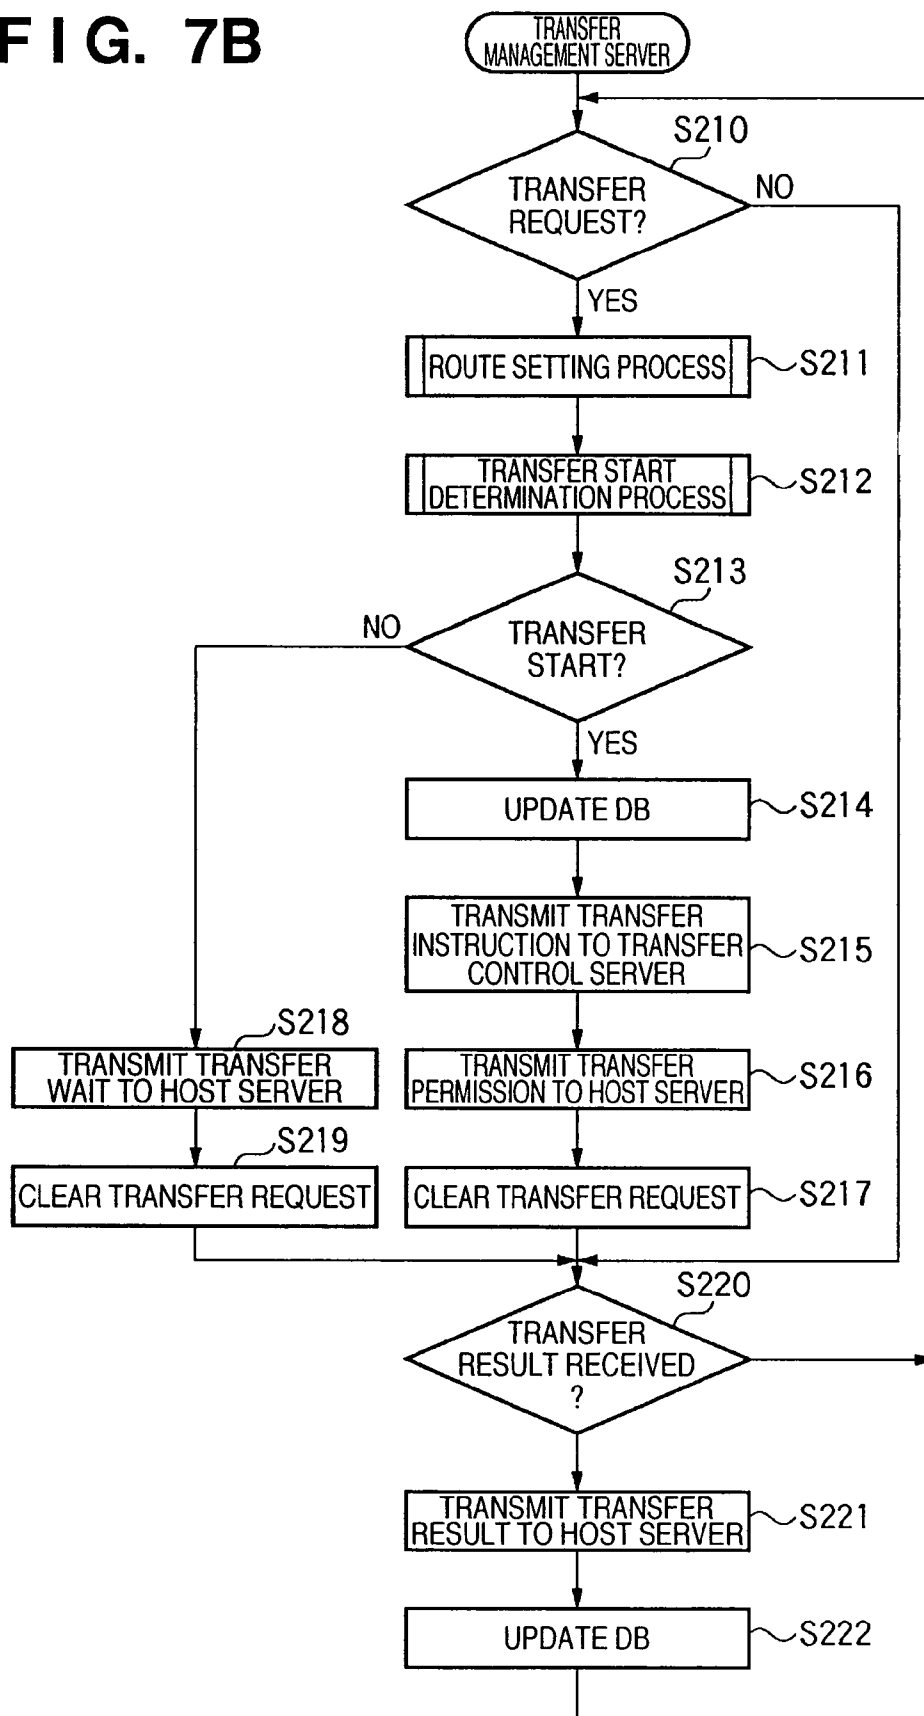 FIG. 7B
TRANSFER
MANAGEMENT SERVER
S210
TRANSFER
REQUEST?
NO
YES
ROUTE SETTING PROCESS
S211
TRANSFER START
DETERMINATION PROCESS
S212
S213
NO
TRANSFER
START?
YES
UPDATE DB
S214
TRANSMIT TRANSFER
INSTRUCTION TO TRANSFER
CONTROL SERVER
S215
S218
TRANSMIT TRANSFER
WAIT TO HOST SERVER
TRANSMIT TRANSFER
PERMISSION TO HOST SERVER
S216
S219
CLEAR TRANSFER REQUEST
CLEAR TRANSFER REQUEST
S217
S220
TRANSFER
RESULT RECEIVED
?
TRANSMIT TRANSFER
RESULT TO HOST SERVER
S221
UPDATE DB
S222